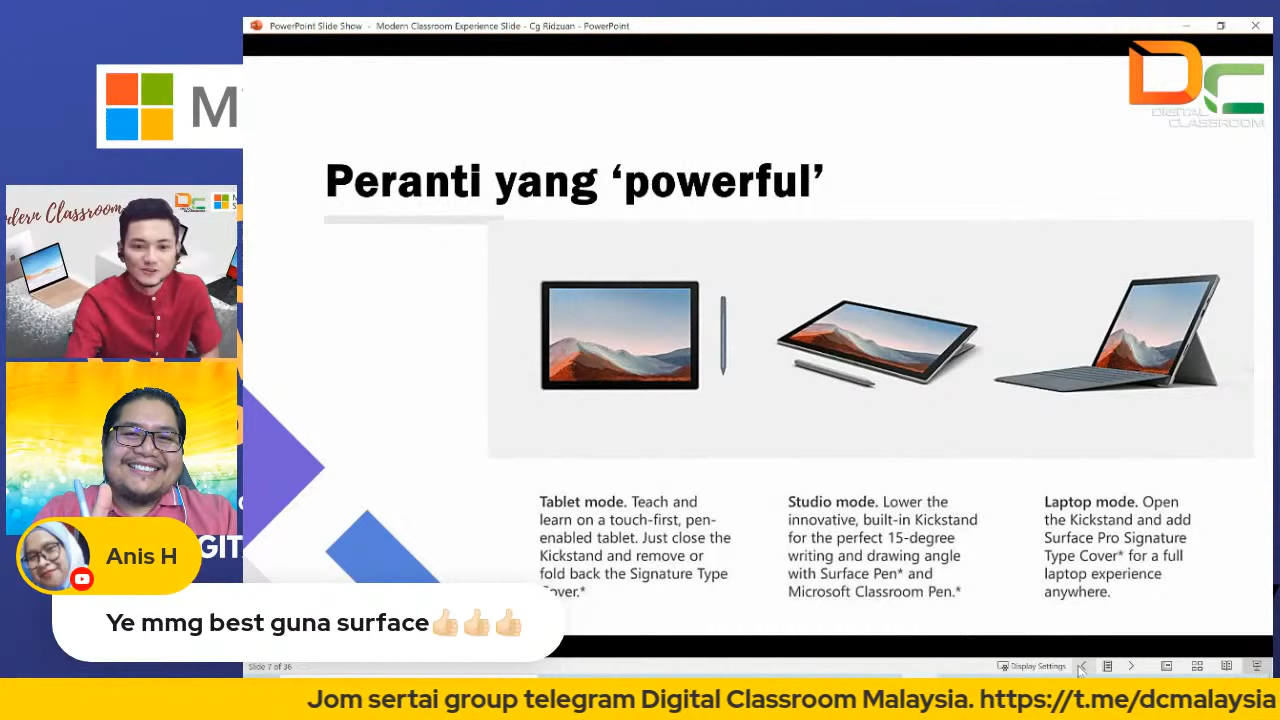 PowerPoint Slide Show - Modern Classroom Experience Slide - Cg Ridzuan - PowerPoint
DC
DIGITAL
CLASSROOM
Peranti yang ‘powerful’
Tablet mode. Teach and
learn on a touch-first, pen-
enabled tablet. Just close the
Kickstand and remove or
fold back the Signature Type
Cover.*
Studio mode. Lower the
innovative, built-in Kickstand
for the perfect 15-degree
writing and drawing angle
with Surface Pen* and
Microsoft Classroom Pen.*
Laptop mode. Open
the Kickstand and add
Surface Pro Signature
Type Cover* for a full
laptop experience
anywhere.
Classroom
Anis H
Ye mmg best guna surface👍🏻👍🏻👍🏻
Slide 7 of 36
Display Settings
Jom sertai group telegram Digital Classroom Malaysia. https://t.me/dcmalaysia